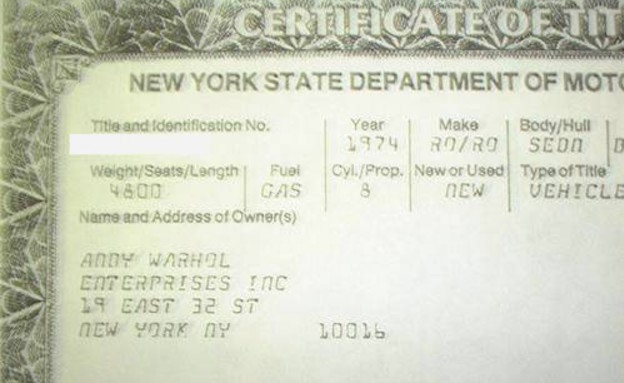 CERTIFICATE OF TIT
NEW YORK STATE DEPARTMENT OF MOTO
Title and Identification No. Year Make Body/Hull
1974 RO/RO SEDN
Weight/Seats/Length Fuel Cyl./Prop. New or Used Type of Title
4800 GAS 8 NEW VEHICLE
Name and Address of Owner(s)
ANDY WARHOL
ENTERPRISES INC
19 EAST 32 ST
NEW YORK NY 10016